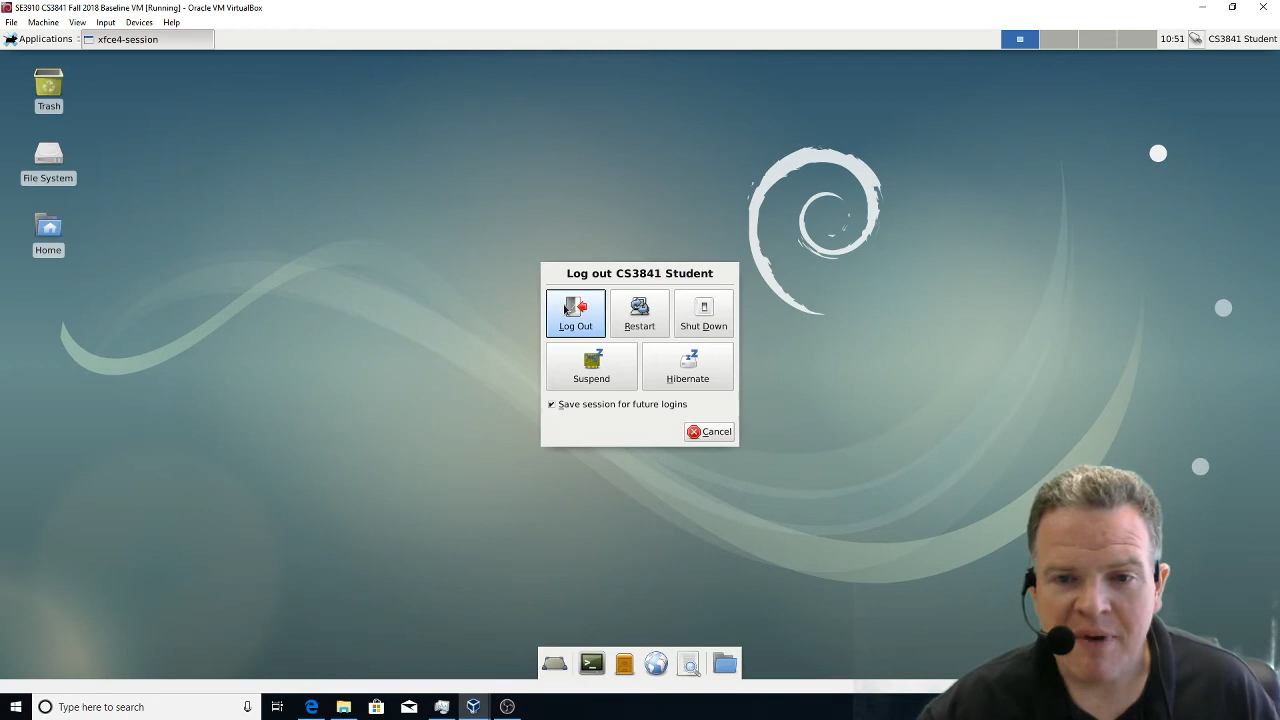 SE3910 CS3841 Fall 2018 Baseline VM [Running] - Oracle VM VirtualBox
File Machine View Input Devices Help
Applications xfce4-session 10:51 CS3841 Student
Trash
File System
Home
Log out CS3841 Student
Log Out Restart Shut Down
Suspend Hibernate
Save session for future logins
Cancel
Type here to search